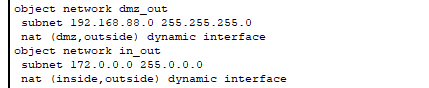 object network dmz_out
 subnet 192.168.88.0 255.255.255.0
 nat (dmz,outside) dynamic interface
object network in_out
 subnet 172.0.0.0 255.0.0.0
 nat (inside,outside) dynamic interface